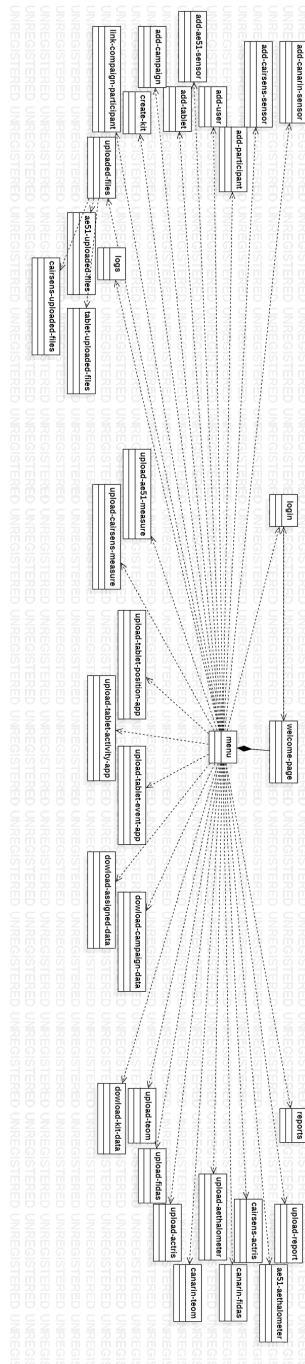 add-canarin-sensor
add-cairsens-sensor
add-participant
add-user
add-ae51-sensor
add-tablet
add-campaign
create-kit
link-compaign-participant
uploaded-files
logs
ae51-uploaded-files
tablet-uploaded-files
cairsens-uploaded-files
login
welcome-page
menu
upload-ae51-measure
upload-cairsens-measure
upload-tablet-position-app
upload-tablet-activity-app
upload-tablet-event-app
dowload-assigned-data
dowload-campaign-data
dowload-kit-data
upload-teom
upload-fidas
upload-actris
canarin-teom
upload-aethalometer
canarin-fidas
cairsens-actris
ae51-aethalometer
upload-report
reports